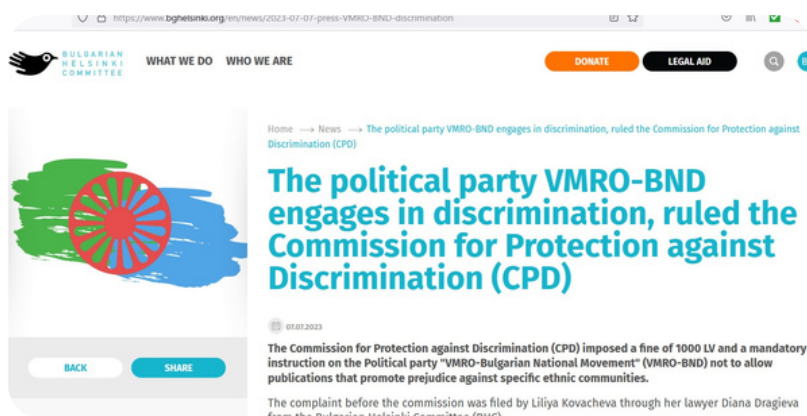 https://www.bghelsinki.org/en/news/2023-07-07-press-VMRO-BND-discrimination
BULGARIAN
HELSINKI
COMMITTEE
WHAT WE DO WHO WE ARE
DONATE
LEGAL AID
Home → News → The political party VMRO-BND engages in discrimination, ruled the Commission for Protection against
Discrimination (CPD)
The political party VMRO-BND
engages in discrimination, ruled the
Commission for Protection against
Discrimination (CPD)
07.07.2023
The Commission for Protection against Discrimination (CPD) imposed a fine of 1000 LV and a mandatory
instruction on the Political party "VMRO-Bulgarian National Movement" (VMRO-BND) not to allow
publications that promote prejudice against specific ethnic communities.
BACK
SHARE
The complaint before the commission was filed by Liliya Kovacheva through her lawyer Diana Dragieva
from the Bulgarian Helsinki Committee (BHC)